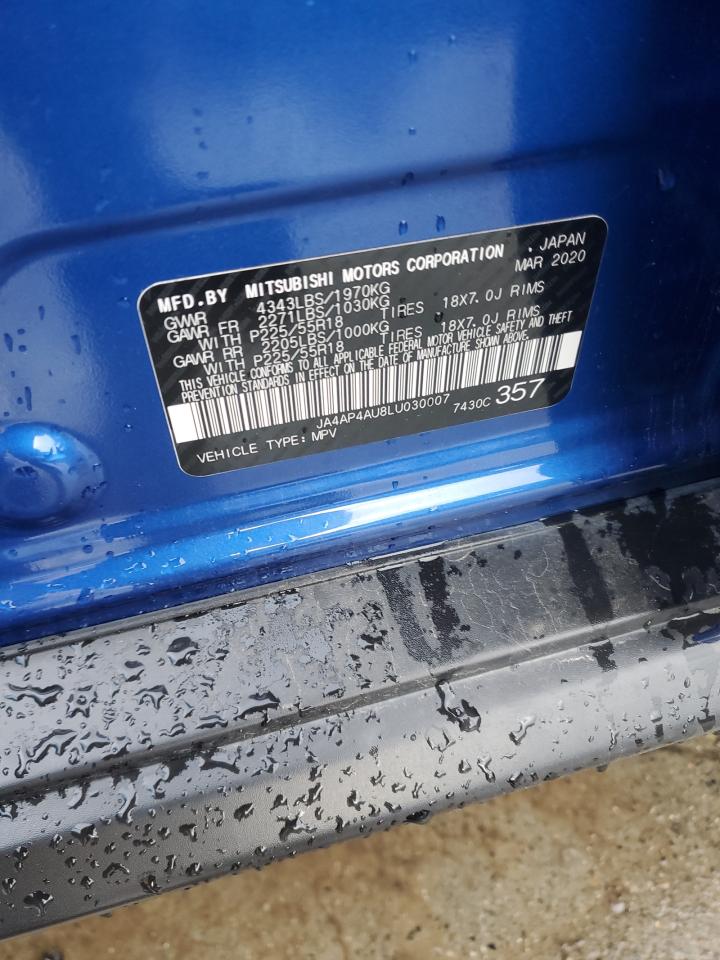 MFD.BY MITSUBISHI MOTORS CORPORATION . JAPAN
GVWR 4343LBS/1970KG MAR 2020
GAWR FR 2271LBS/1030KG
WITH P225/55R18 TIRES 18X7.0J RIMS
GAWR RR 2205LBS/1000KG
WITH P225/55R18 TIRES 18X7.0J RIMS
THIS VEHICLE CONFORMS TO ALL APPLICABLE FEDERAL MOTOR VEHICLE SAFETY AND THEFT
PREVENTION STANDARDS IN EFFECT ON THE DATE OF MANUFACTURE SHOWN ABOVE.
JA4AP4AU8LU030007 7430C 357
VEHICLE TYPE: MPV